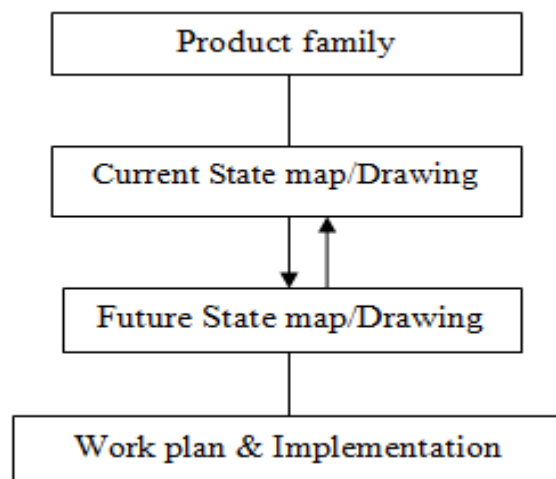 Product family
Current State map/Drawing
Future State map/Drawing
Work plan & Implementation